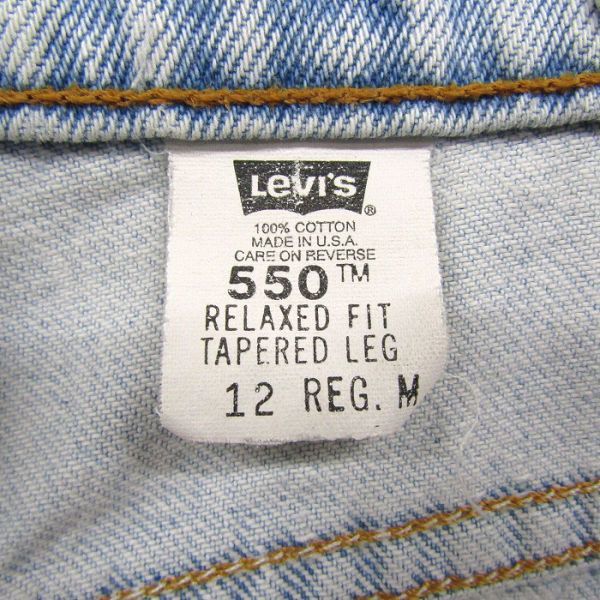 Levi's ®
100% COTTON
MADE IN U.S.A.
CARE ON REVERSE
550™
RELAXED FIT
TAPERED LEG
12 REG. M